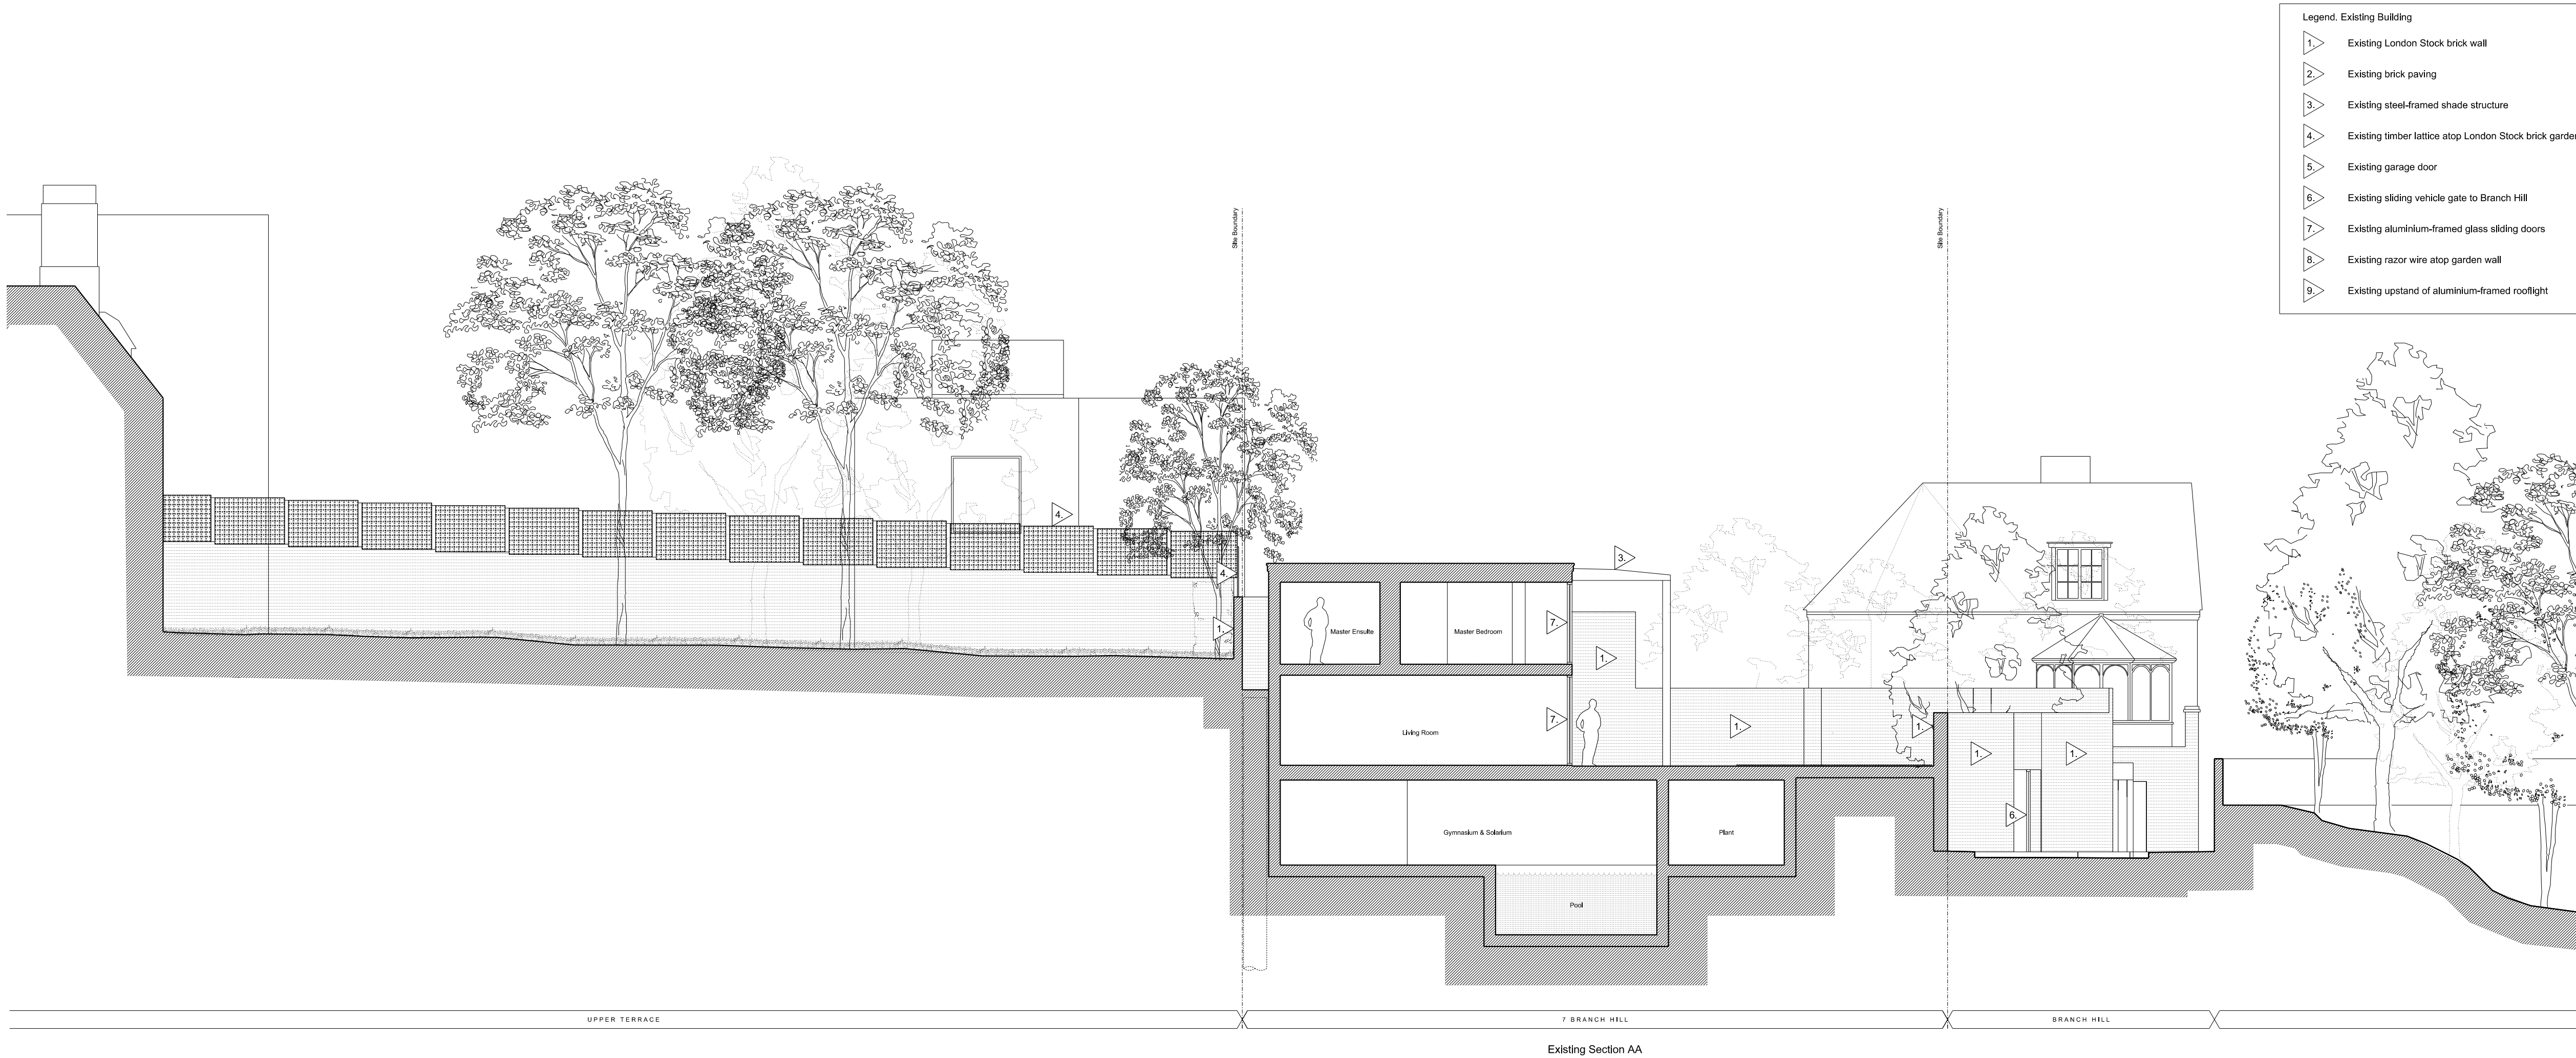 Legend. Existing Building
1. Existing London Stock brick wall
2. Existing brick paving
3. Existing steel-framed shade structure
4. Existing timber lattice atop London Stock brick garden
5. Existing garage door
6. Existing sliding vehicle gate to Branch Hill
7. Existing aluminium-framed glass sliding doors
8. Existing razor wire atop garden wall
9. Existing upstand of aluminium-framed rooflight
Site Boundary
Site Boundary
4.
3.
4.
1.
Master Ensuite
Master Bedroom
7.
1.
7.
Living Room
1.
1.
1.
1.
6.
Gymnasium & Solarium
Plant
Pool
UPPER TERRACE
7 BRANCH HILL
BRANCH HILL
Existing Section AA